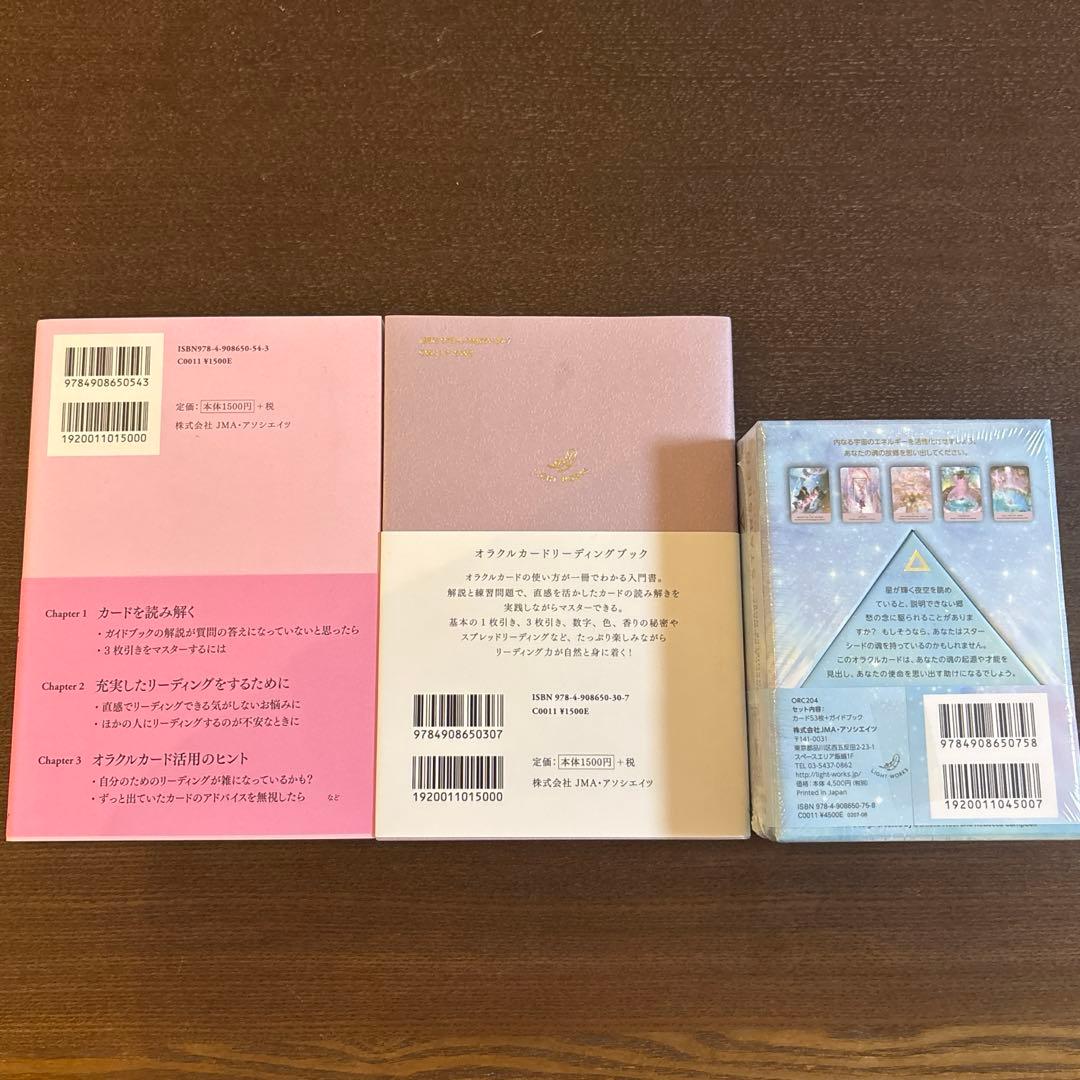 9784908650543
1920011015000
ISBN978-4-908650-54-3
C0011 ¥1500E
定価：本体1500円＋税
株式会社 JMA・アソシエイツ
Chapter 1 カードを読み解く
・ガイドブックの解説が質問の答えになっていないと思ったら
・3枚引きをマスターするには
Chapter 2 充実したリーディングをするために
・直感でリーディングできる気がしないお悩みに
・ほかの人にリーディングするのが不安なときに
Chapter 3 オラクルカード活用のヒント
・自分のためのリーディングが雑になっているかも？
・ずっと出ていたカードのアドバイスを無視したら など
LIGHT WORKS
オラクルカードリーディングブック
オラクルカードの使い方が一冊でわかる入門書。
解説と練習問題で、直感を活かしたカードの読み解きを
実践しながらマスターできる。
基本の1枚引き、3枚引き、数字、色、香りの秘密や
スプレッドリーディングなど、たっぷり楽しみながら
リーディング力が自然と身に着く！
9784908650307
1920011015000
ISBN 978-4-908650-30-7
C0011 ¥1500E
定価：本体1500円＋税
株式会社 JMA・アソシエイツ
内なる宇宙のエネルギーを活性化させましょう。
あなたの魂の故郷を思い出してください。
星が輝く夜空を眺め
ていると、説明できない郷
愁の念に駆られることがありま
すか？ もしそうなら、あなたはスター
シードの魂を持っているのかもしれません。
このオラクルカードは、あなたの魂の起源や才能を
見出し、あなたの使命を思い出す助けになるでしょう。
ORC204
セット内容：
カード53枚＋ガイドブック
株式会社JMA・アソシエイツ
〒141-0031
東京都品川区西五反田2-23-1
スペースエリア飯嶋1F
TEL 03-5437-0862
http://light-works.jp/
価格：本体 4,500円（税別）
Printed in Japan
ISBN 978-4-908650-75-8
C0011 ¥4500E 0207-08
LIGHT WORKS
9784908650758
1920011045007